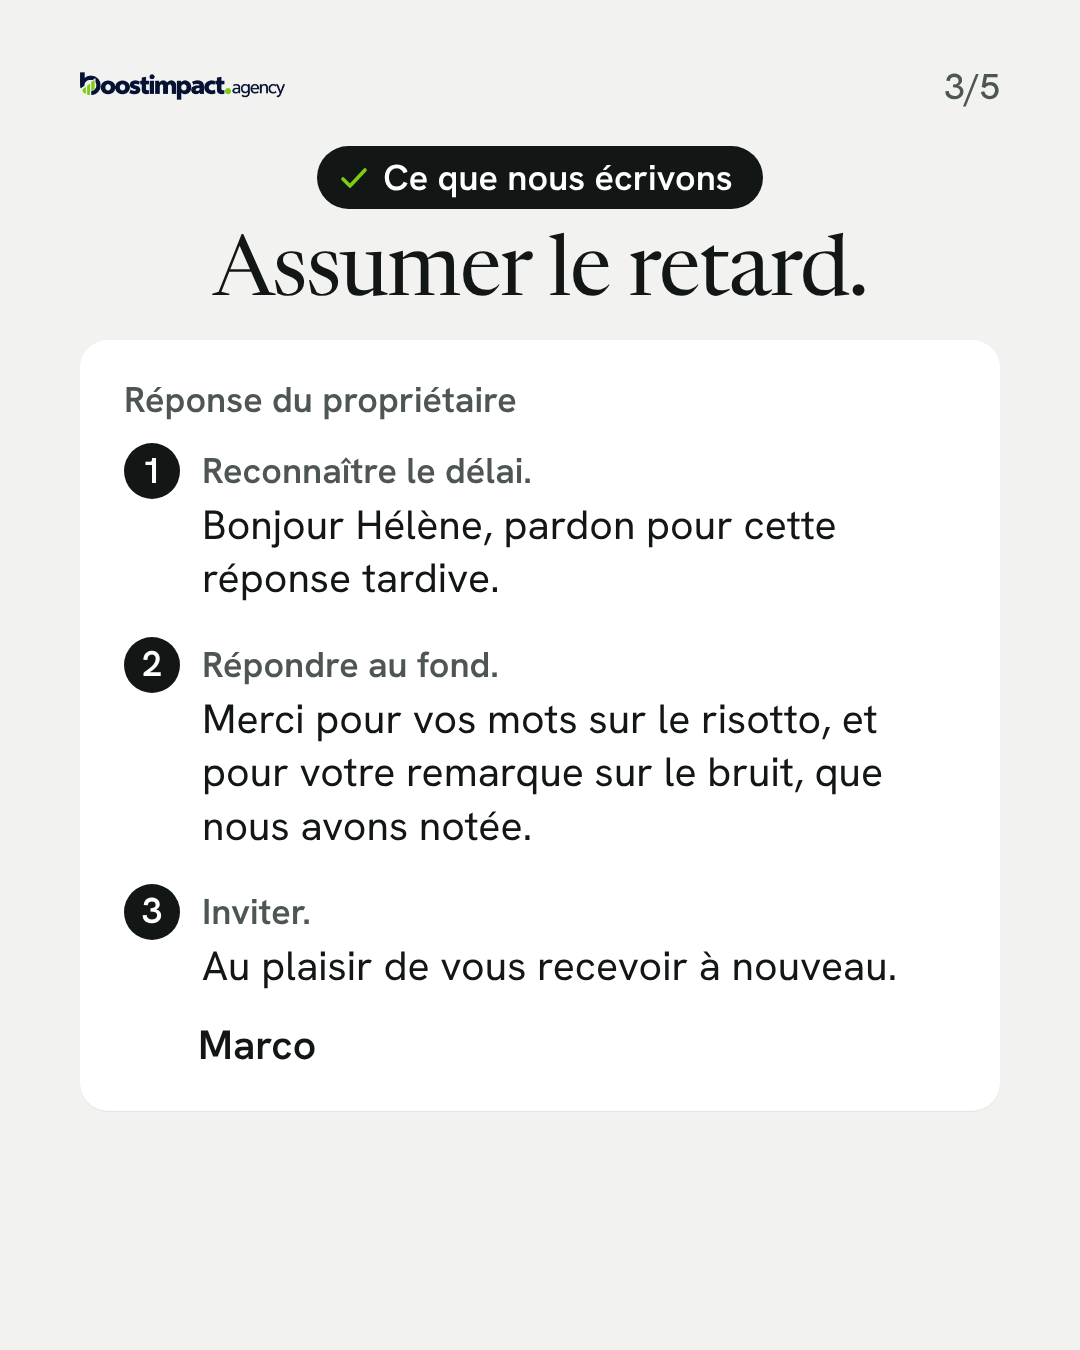 boostimpact.agency
3/5
Ce que nous écrivons
Assumer le retard.
Réponse du propriétaire
1 Reconnaître le délai.
Bonjour Hélène, pardon pour cette
réponse tardive.
2 Répondre au fond.
Merci pour vos mots sur le risotto, et
pour votre remarque sur le bruit, que
nous avons notée.
3 Inviter.
Au plaisir de vous recevoir à nouveau.
Marco